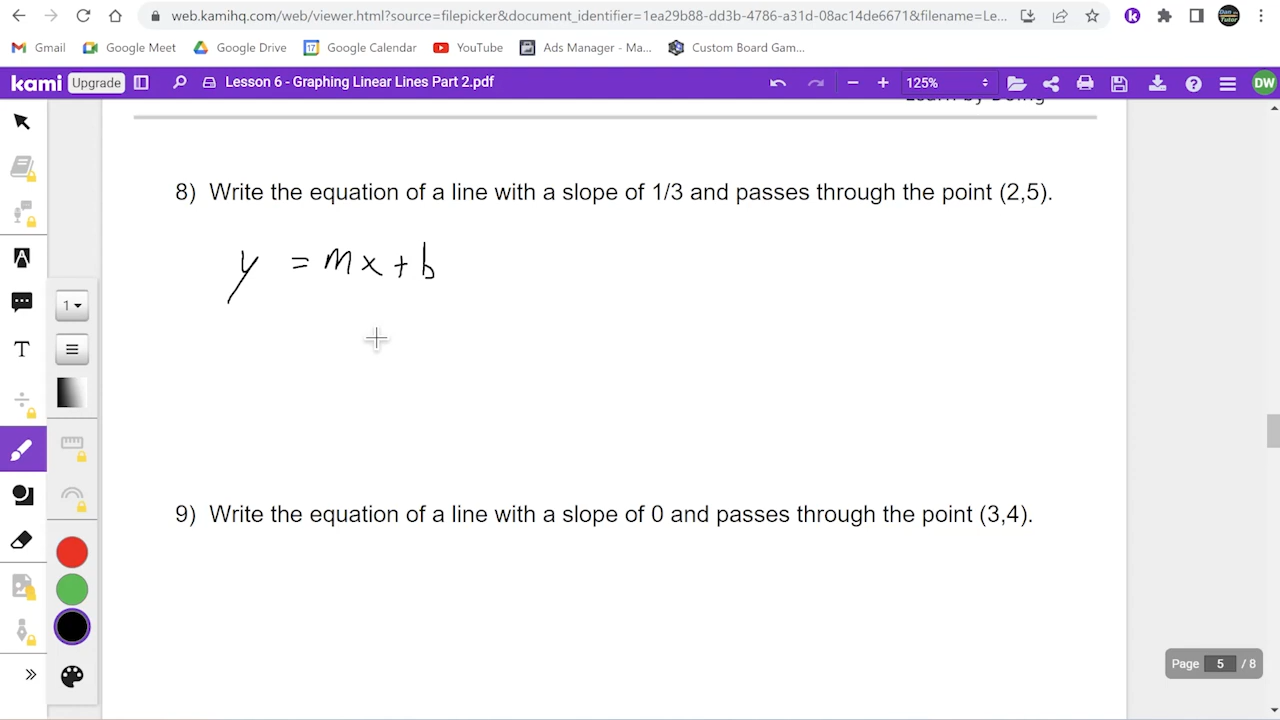 web.kamihq.com/web/viewer.html?source=filepicker&document_identifier=1ea29b88-dd3b-4786-a31d-08ac14de6671&filename=Le...
Gmail Google Meet Google Drive Google Calendar YouTube Ads Manager - Ma... Custom Board Gam...
kami Upgrade Lesson 6 - Graphing Linear Lines Part 2.pdf 125% DW
Learn by Doing
8) Write the equation of a line with a slope of 1/3 and passes through the point (2,5).
y = mx + b
1
9) Write the equation of a line with a slope of 0 and passes through the point (3,4).
Page 5 / 8